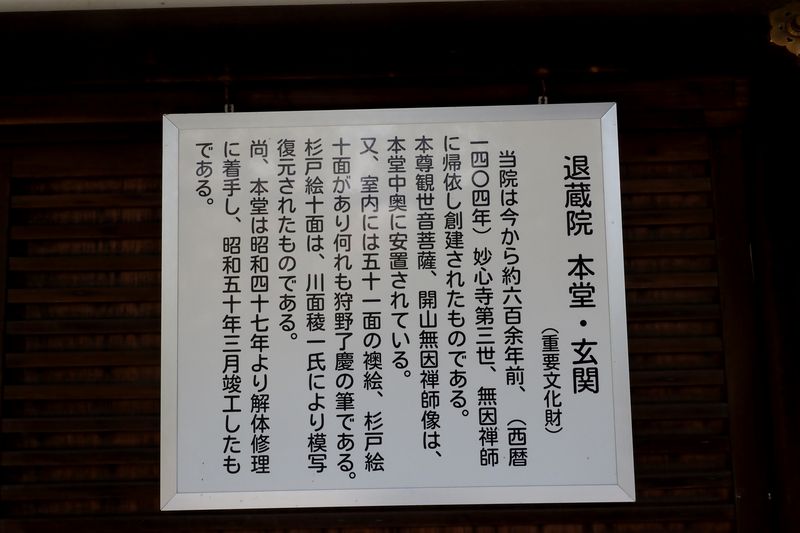 退蔵院 本堂・玄関
(重要文化財)
当院は今から約六百余年前、(西暦
一四〇四年)妙心寺第三世、無因禅師
に帰依し創建されたものである。
本尊観世音菩薩、開山無因禅師像は、
本堂中奥に安置されている。
又、室内には五十一面の襖絵、杉戸絵
十面があり何れも狩野了慶の筆である。
杉戸絵十面は、川面稜一氏により模写
復元されたものである。
尚、本堂は昭和四十七年より解体修理
に着手し、昭和五十年三月竣工したも
である。